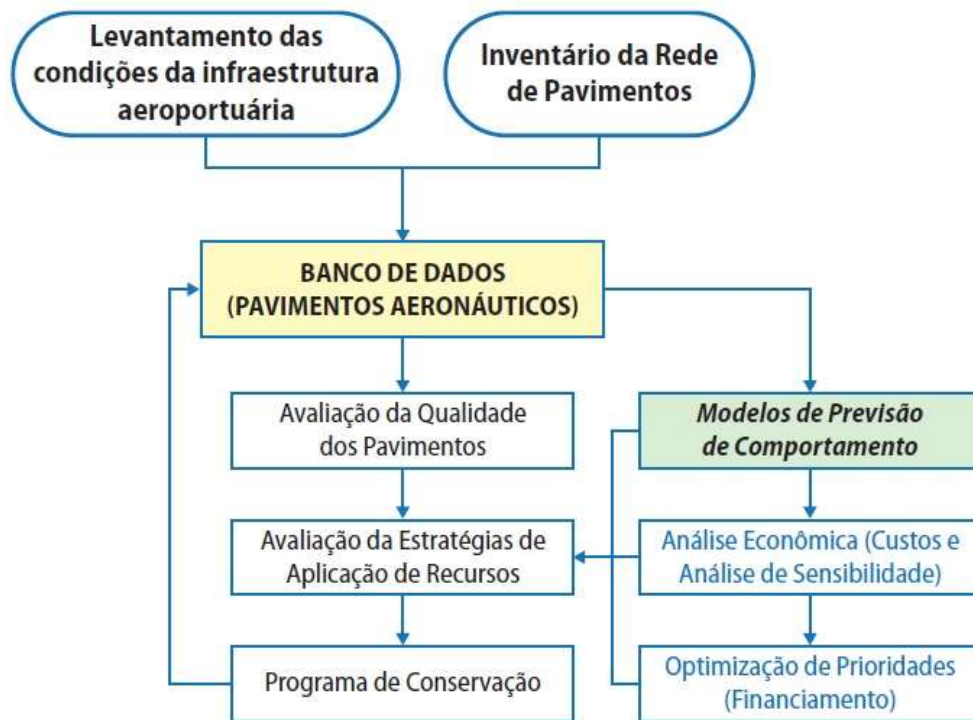 Levantamento das
condições da infraestrutura
aeroportuária
Inventário da Rede
de Pavimentos
BANCO DE DADOS
(PAVIMENTOS AERONÁUTICOS)
Avaliação da Qualidade
dos Pavimentos
Modelos de Previsão
de Comportamento
Avaliação da Estratégias de
Aplicação de Recursos
Análise Econômica (Custos e
Análise de Sensibilidade)
Programa de Conservação
Optimização de Prioridades
(Financiamento)